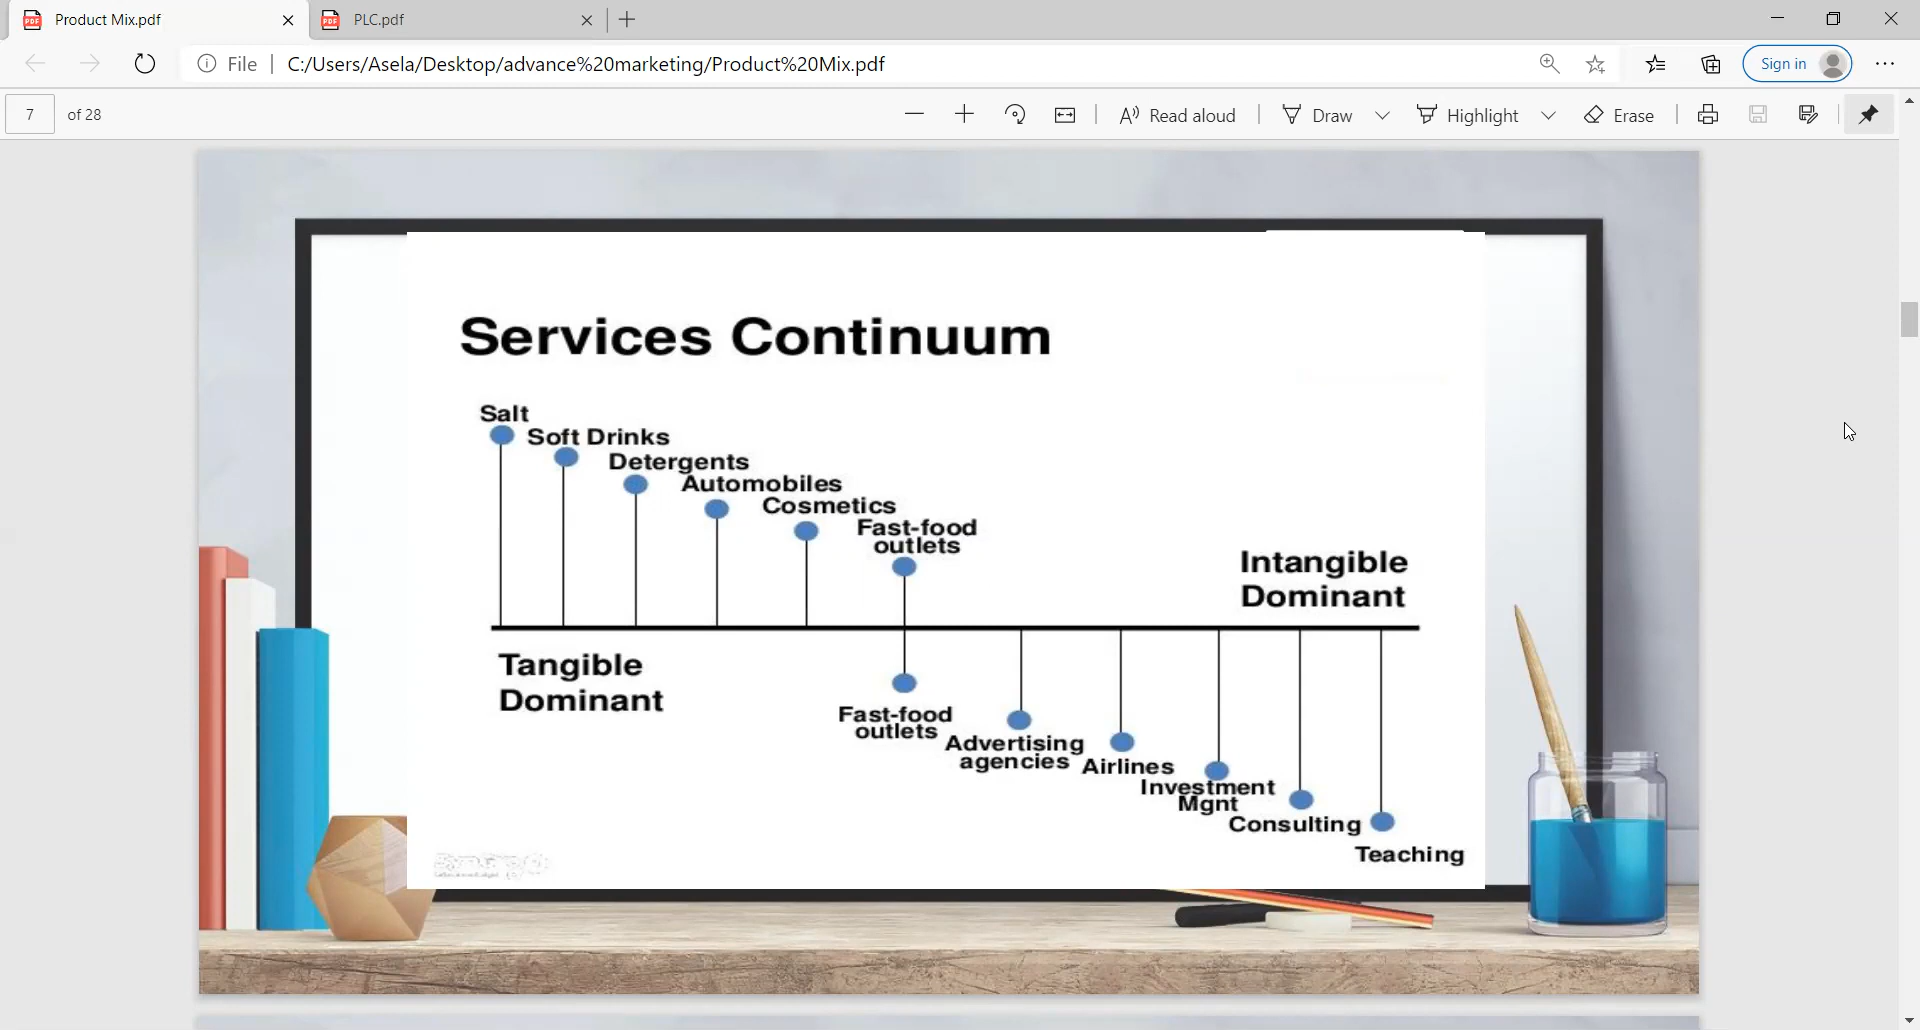 Product Mix.pdf
PLC.pdf
File
C:/Users/Asela/Desktop/advance%20marketing/Product%20Mix.pdf
Sign in
7 of 28
Read aloud
Draw
Highlight
Erase
Services Continuum
Salt
Soft Drinks
Detergents
Automobiles
Cosmetics
Fast-food
outlets
Intangible
Dominant
Tangible
Dominant
Fast-food
outlets
Advertising
agencies
Airlines
Investment
Mgnt
Consulting
Teaching